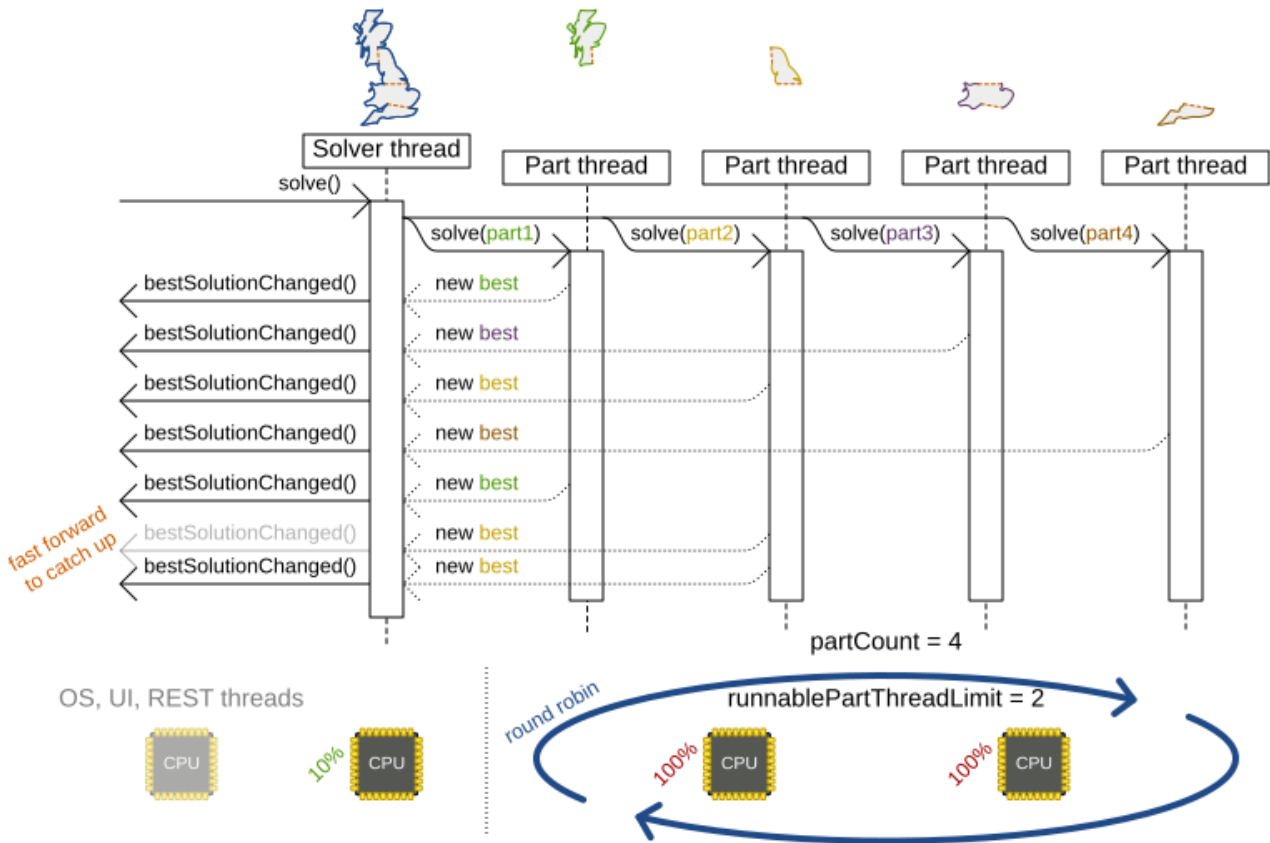 Solver thread
Part thread
Part thread
Part thread
Part thread
solve()
solve(part1)
solve(part2)
solve(part3)
solve(part4)
bestSolutionChanged()
new best
bestSolutionChanged()
new best
bestSolutionChanged()
new best
bestSolutionChanged()
new best
bestSolutionChanged()
new best
bestSolutionChanged()
new best
fast forward
to catch up
bestSolutionChanged()
new best
partCount = 4
OS, UI, REST threads
round robin
runnablePartThreadLimit = 2
CPU
10%
CPU
100%
CPU
100%
CPU